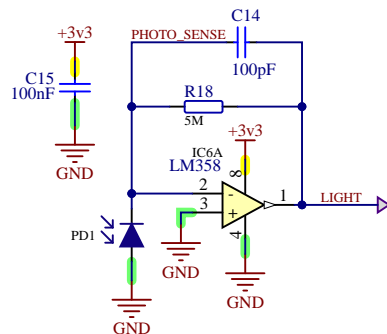 C14
PHOTO_SENSE
100pF
+3v3
C15
100nF
GND
R18
5M
+3v3
IC6A
LM358
8
2
-
1
LIGHT
3
+
4
PD1
GND
GND
GND